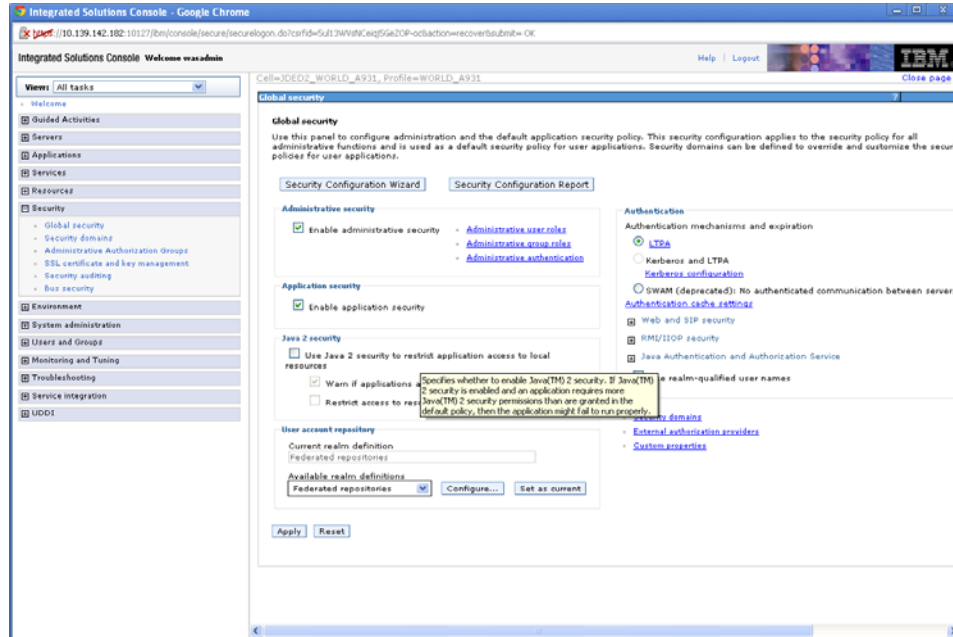 Integrated Solutions Console - Google Chrome
https://10.139.142.182:10127/ibm/console/secure/securelogon.do?
action=recover&submit= OK
Integrated Solutions Console Welcome wasadmin
Help | Logout
IBM
View: All tasks
Welcome
Guided Activities
Servers
Applications
Services
Resources
Security
Global security
Security domains
Administrative Authorization Groups
SSL certificate and key management
Security auditing
Bus security
Environment
System administration
Users and Groups
Monitoring and Tuning
Troubleshooting
Service integration
UDDI
Cell=JDED2_WORLD_A931, Profile=WORLD_A931
Close page
Global security
?
Global security
Use this panel to configure administration and the default application security policy. This security configuration applies to the security policy for all
administrative functions and is used as a default security policy for user applications. Security domains can be defined to override and customize the secur
policies for user applications.
Security Configuration Wizard
Security Configuration Report
Administrative security
Enable administrative security
Administrative user roles
Administrative group roles
Administrative authentication
Application security
Enable application security
Java 2 security
Use Java 2 security to restrict application access to local
resources
Warn if applications a
Restrict access to res
Specifies whether to enable Java(TM) 2 security. If Java(TM)
2 security is enabled and an application requires more
Java(TM) 2 security permissions than are granted in the
default policy, then the application might fail to run properly.
User account repository
Current realm definition
Federated repositories
Available realm definitions
Federated repositories
Configure...
Set as current
Apply
Reset
Authentication
Authentication mechanisms and expiration
LTPA
Kerberos and LTPA
Kerberos configuration
SWAM (deprecated): No authenticated communication between server
Authentication cache settings
Web and SIP security
RMI/IIOP security
Java Authentication and Authorization Service
se realm-qualified user names
Security domains
External authorization providers
Custom properties